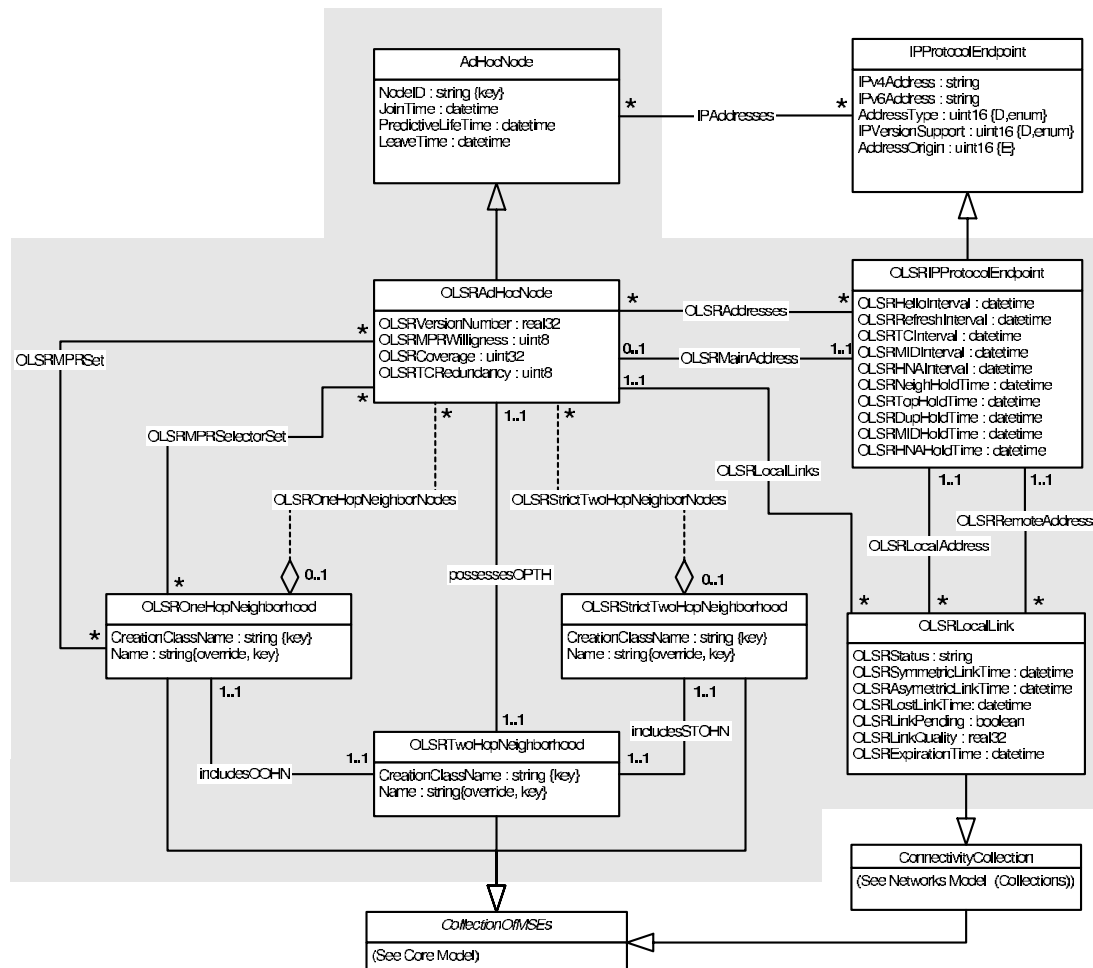 AdHocNode
NodeID : string {key}
JoinTime : datetime
PredictiveLifeTime : datetime
LeaveTime : datetime
IPProtocolEndpoint
IPv4Address : string
IPv6Address : string
AddressType : uint16 {D,enum}
IPVersionSupport : uint16 {D,enum}
AddressOrigin : uint16 {E}
* IPAddresses *
OLSRAdHocNode
OLSRVersionNumber : real32
OLSRMPRWilligness : uint8
OLSRCoverage : uint32
OLSRTCRedundancy : uint8
OLSRIPProtocolEndpoint
OLSRHelloInterval : datetime
OLSRRefreshInterval : datetime
OLSRTCInterval : datetime
OLSRMIDInterval : datetime
OLSRHNAInterval : datetime
OLSRNeighHoldTime : datetime
OLSRTopHoldTime : datetime
OLSRDupHoldTime : datetime
OLSRMIDHoldTime : datetime
OLSRHNAHoldTime : datetime
* OLSRAddresses *
0..1 OLSRMainAddress 1..1
1..1
OLSRLocalLinks
*
OLSRMPRSet
*
*
OLSRMPRSelectorSet
*
*
*
OLSROneHopNeighborNodes
0..1
*
OLSRStrictTwoHopNeighborNodes
0..1
1..1
possessesOPTH
1..1
1..1
OLSRLocalAddress
*
1..1
OLSRRemoteAddress
*
OLSROneHopNeighborhood
CreationClassName : string {key}
Name : string{override, key}
OLSRStrictTwoHopNeighborhood
CreationClassName : string {key}
Name : string{override, key}
OLSRLocalLink
OLSRStatus : string
OLSRSymmetricLinkTime : datetime
OLSRAsymettricLinkTime : datetime
OLSRLostLinkTime: datetime
OLSRLinkPending : boolean
OLSRLinkQuality : real32
OLSRExpirationTime : datetime
1..1
includesOOHN
1..1
1..1
includesSTOHN
1..1
OLSRTwoHopNeighborhood
CreationClassName : string {key}
Name : string{override, key}
ConnectivityCollection
(See Networks Model (Collections))
CollectionOfMSEs
(See Core Model)